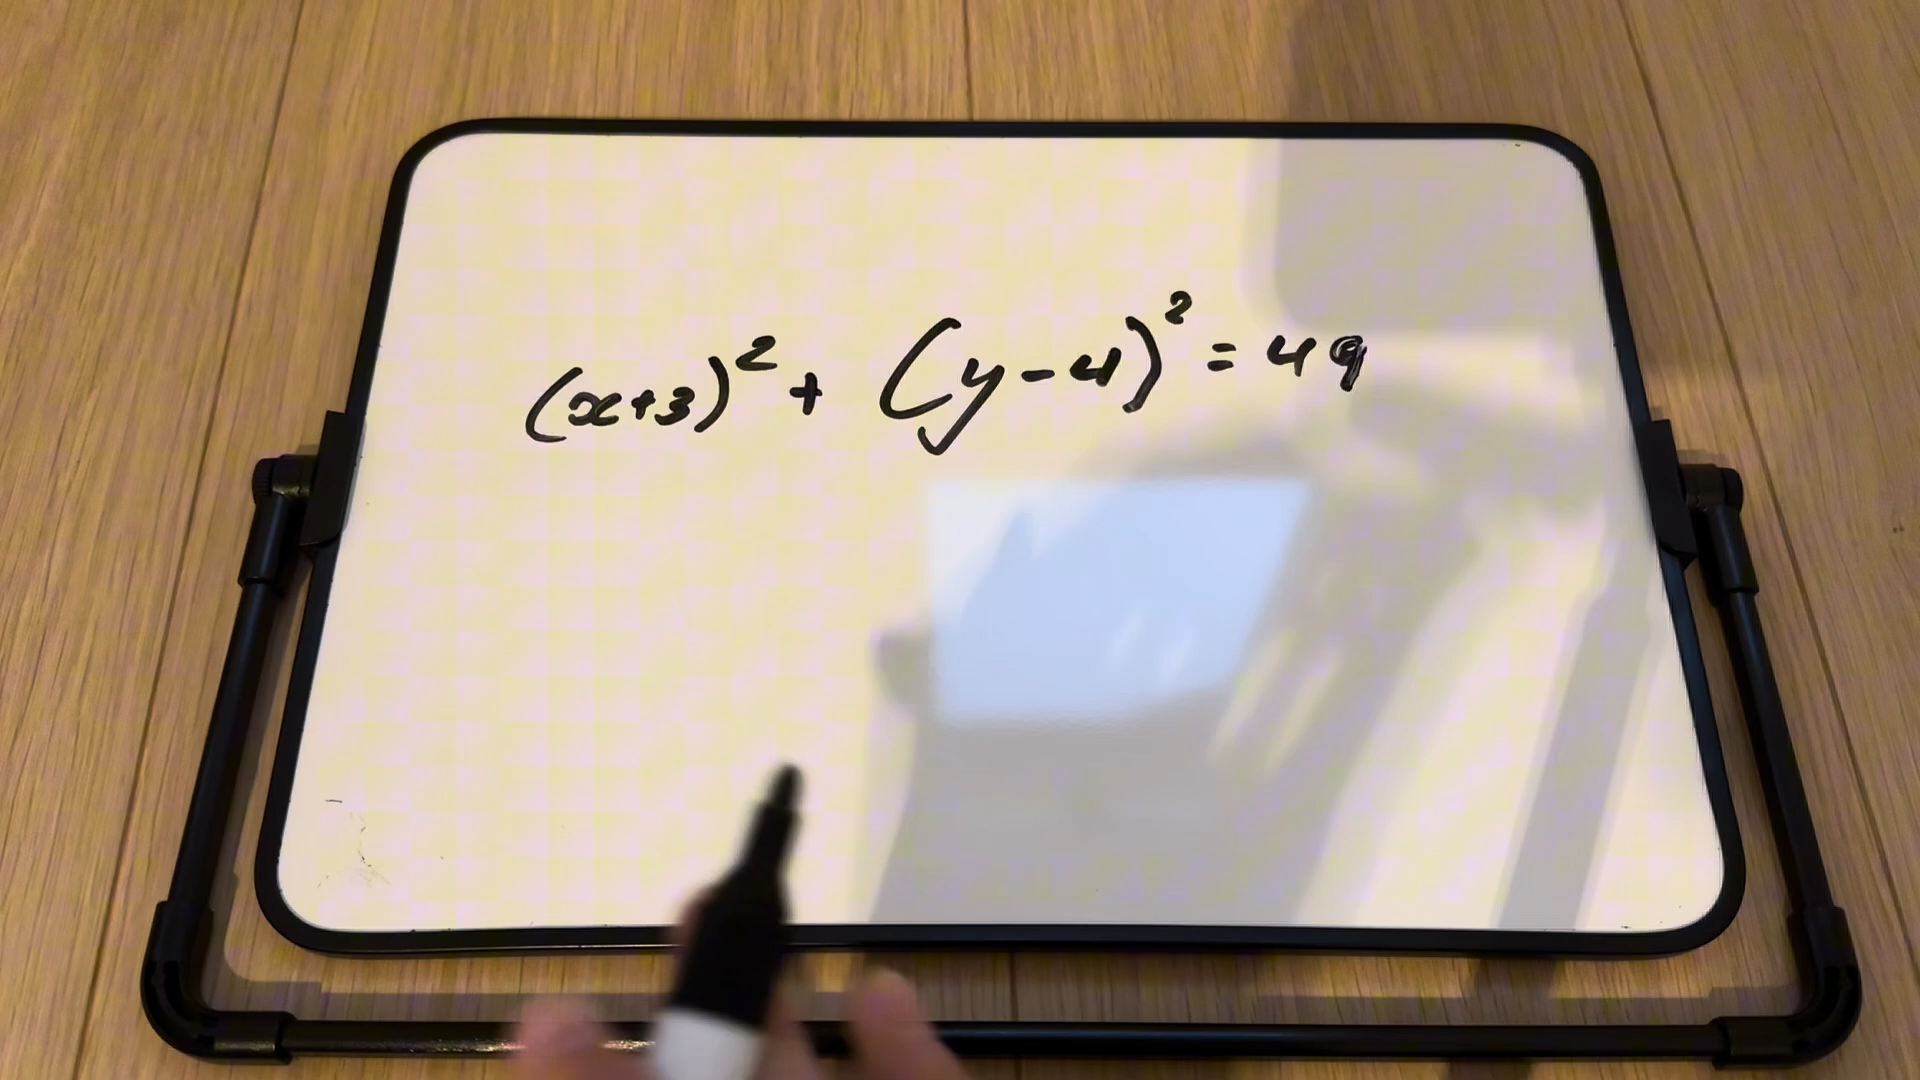 (x+3)² + (y-4)² = 49